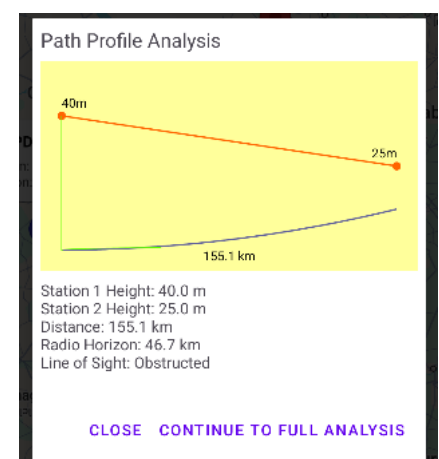 Path Profile Analysis
40m
25m
155.1 km
Station 1 Height: 40.0 m
Station 2 Height: 25.0 m
Distance: 155.1 km
Radio Horizon: 46.7 km
Line of Sight: Obstructed
CLOSE CONTINUE TO FULL ANALYSIS